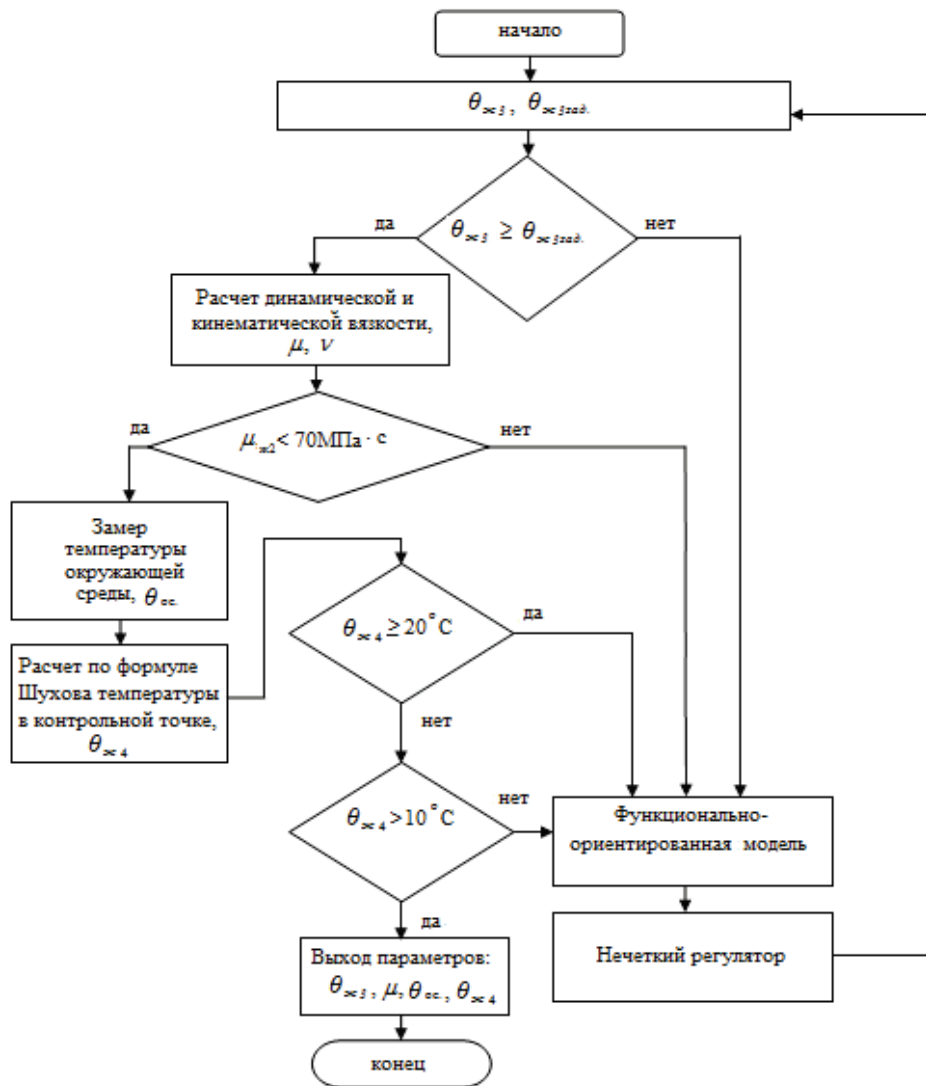 начало
θж3, θж3зад.
да
θж3 ≥ θж3зад.
нет
Расчет динамической и
кинематической вязкости,
μ, ν
да
μж2< 70МПа · с
нет
Замер
температуры
окружающей
среды, θос.
θж4 ≥ 20°C
да
Расчет по формуле
Шухова температуры
в контрольной точке,
θж4
нет
θж4 >10°C
нет
Функционально-
ориентированная модель
да
Выход параметров:
θж3, μ, θос., θж4
Нечеткий регулятор
конец